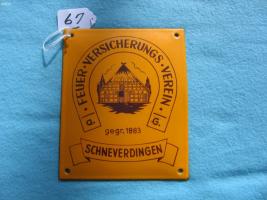 67
FEUER · VERSICHERUNGS · VEREIN
d. G.
gegr. 1883
SCHNEVERDINGEN